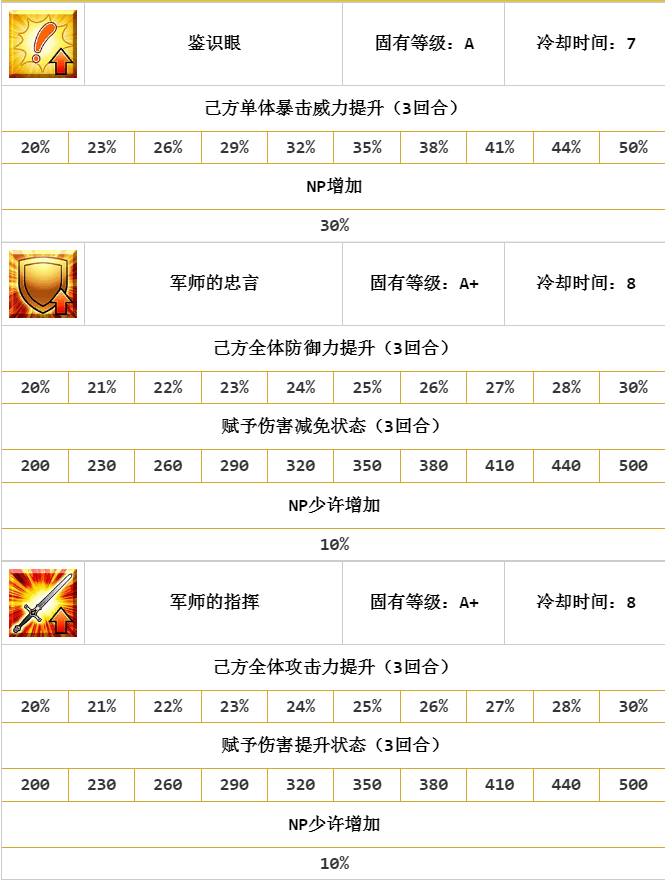 鉴识眼 固有等级：A 冷却时间：7
己方单体暴击威力提升（3回合）
20% 23% 26% 29% 32% 35% 38% 41% 44% 50%
NP增加
30%
军师的忠言 固有等级：A+ 冷却时间：8
己方全体防御力提升（3回合）
20% 21% 22% 23% 24% 25% 26% 27% 28% 30%
赋予伤害减免状态（3回合）
200 230 260 290 320 350 380 410 440 500
NP少许增加
10%
军师的指挥 固有等级：A+ 冷却时间：8
己方全体攻击力提升（3回合）
20% 21% 22% 23% 24% 25% 26% 27% 28% 30%
赋予伤害提升状态（3回合）
200 230 260 290 320 350 380 410 440 500
NP少许增加
10%